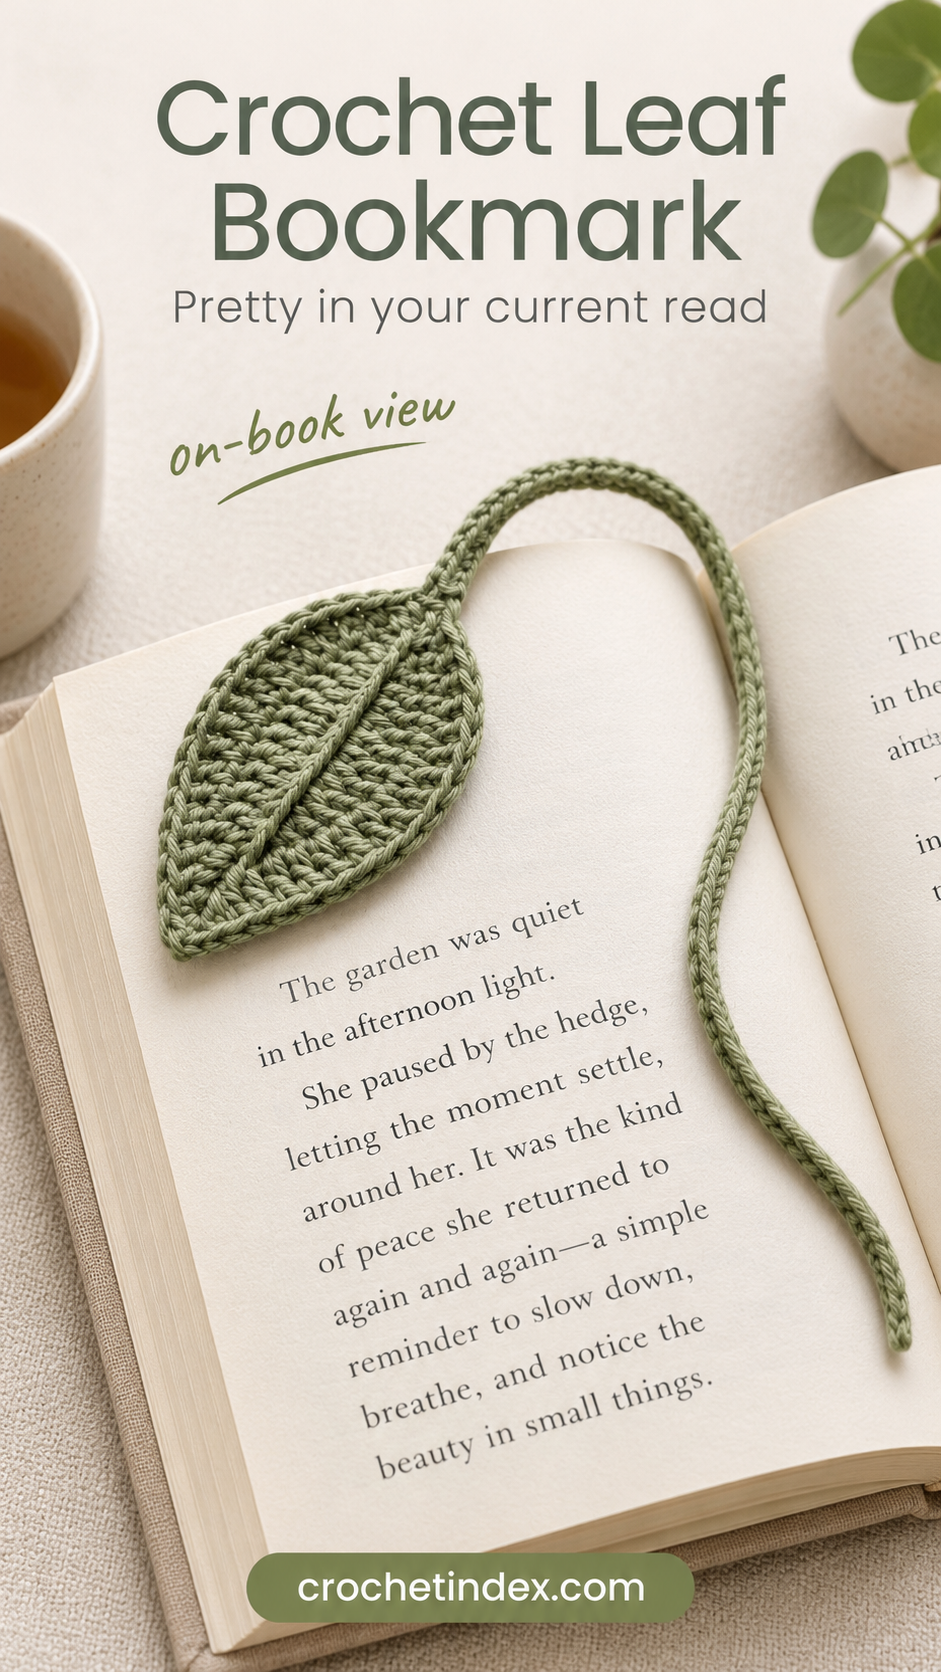 Crochet Leaf
Bookmark
Pretty in your current read
on-book view
The garden was quiet
in the afternoon light.
She paused by the hedge,
letting the moment settle,
around her. It was the kind
of peace she returned to
again and again—a simple
reminder to slow down,
breathe, and notice the
beauty in small things.
The
in the
in
crochetindex.com